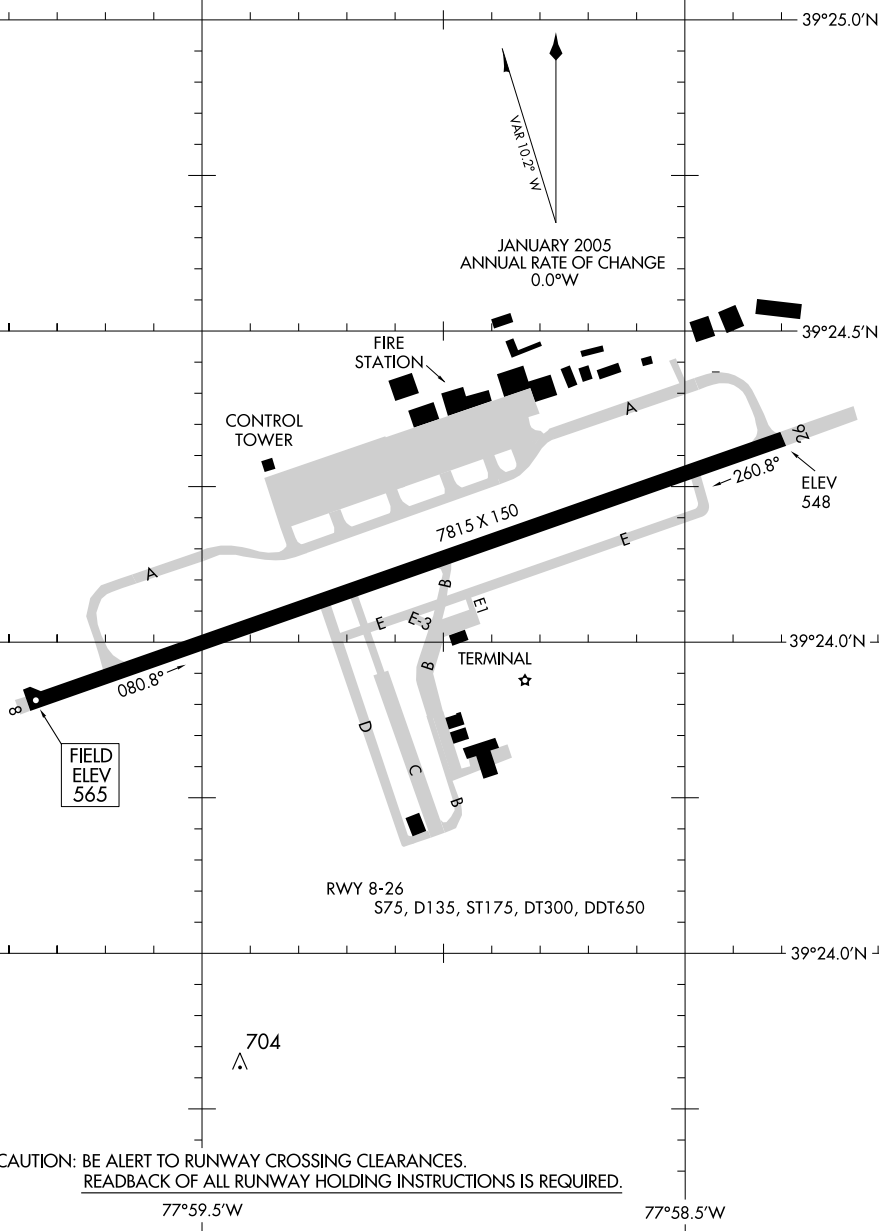 39°25.0'N
VAR 10.2° W
JANUARY 2005
ANNUAL RATE OF CHANGE
0.0°W
39°24.5'N
FIRE
STATION
CONTROL
TOWER
A
26
260.8°
ELEV
548
7815 X 150
E
A
B
E1
E
E-3
39°24.0'N
B
TERMINAL
080.8°
8
D
FIELD
ELEV
565
C
B
RWY 8-26
S75, D135, ST175, DT300, DDT650
39°24.0'N
704
CAUTION: BE ALERT TO RUNWAY CROSSING CLEARANCES.
READBACK OF ALL RUNWAY HOLDING INSTRUCTIONS IS REQUIRED.
77°59.5'W
77°58.5'W